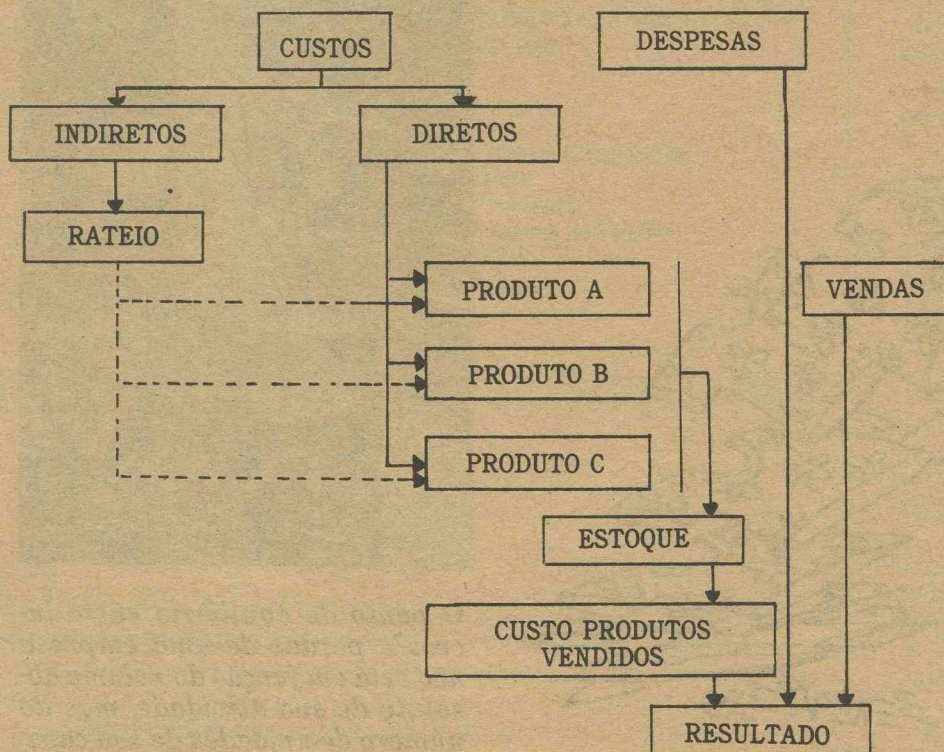 CUSTOS
DESPESAS
INDIRETOS
DIRETOS
RATEIO
PRODUTO A
VENDAS
PRODUTO B
PRODUTO C
ESTOQUE
CUSTO PRODUTOS
VENDIDOS
RESULTADO